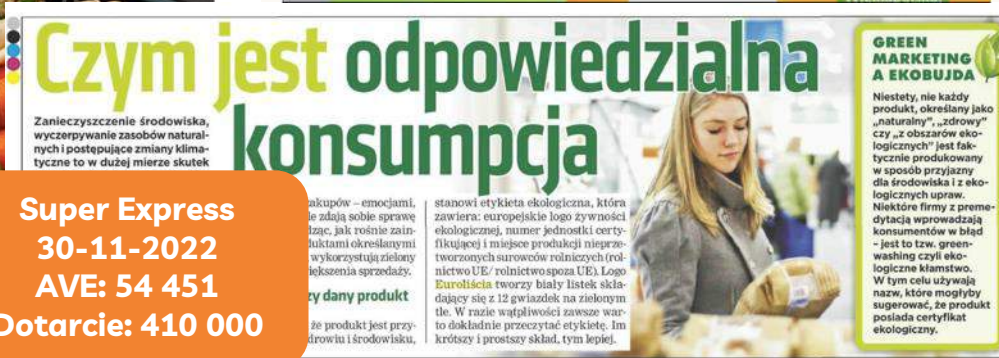 Czym jest odpowiedzialna
konsumpcja
Zanieczyszczenie środowiska,
wyczerpywanie zasobów natural-
nych i postępujące zmiany klima-
tyczne to w dużej mierze skutek
Super Express
30-11-2022
AVE: 54 451
Dotarcie: 410 000
akupów – emocjami,
le zdają sobie sprawę
dząc, jak rośnie zain-
duktami określanymi
wykorzystują zielony
iększenia sprzedaży.
zy dany produkt
że produkt jest przy-
drowiu i środowisku,
stanowi etykieta ekologiczna, która
zawiera: europejskie logo żywności
ekologicznej, numer jednostki certy-
fikującej i miejsce produkcji nieprze-
tworzonych surowców rolniczych (rol-
nictwo UE/ rolnictwo spoza UE). Logo
Euroliścia tworzy biały listek skła-
dający się z 12 gwiazdek na zielonym
tle. W razie wątpliwości zawsze war-
to dokładnie przeczytać etykietę. Im
krótszy i prostszy skład, tym lepiej.
GREEN
MARKETING
A EKOBUJDA
Niestety, nie każdy
produkt, określany jako
„naturalny”, „zdrowy”
czy „z obszarów eko-
logicznych” jest fak-
tycznie produkowany
w sposób przyjazny
dla środowiska i z eko-
logicznych upraw.
Niektóre firmy z preme-
dytacją wprowadzają
konsumentów w błąd
– jest to tzw. green-
washing czyli eko-
logiczne kłamstwo.
W tym celu używają
nazw, które mogłyby
sugerować, że produkt
posiada certyfikat
ekologiczny.